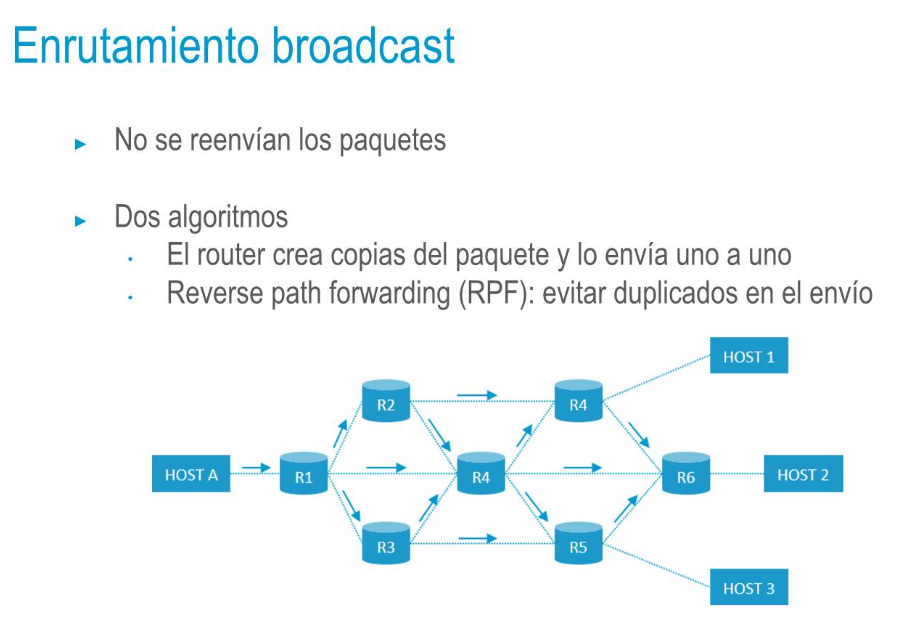 Enrutamiento broadcast
► No se reenvían los paquetes
► Dos algoritmos
• El router crea copias del paquete y lo envía uno a uno
• Reverse path forwarding (RPF): evitar duplicados en el envío
HOST 1
R2
R4
HOST A
R1
R4
R6
HOST 2
R3
R5
HOST 3